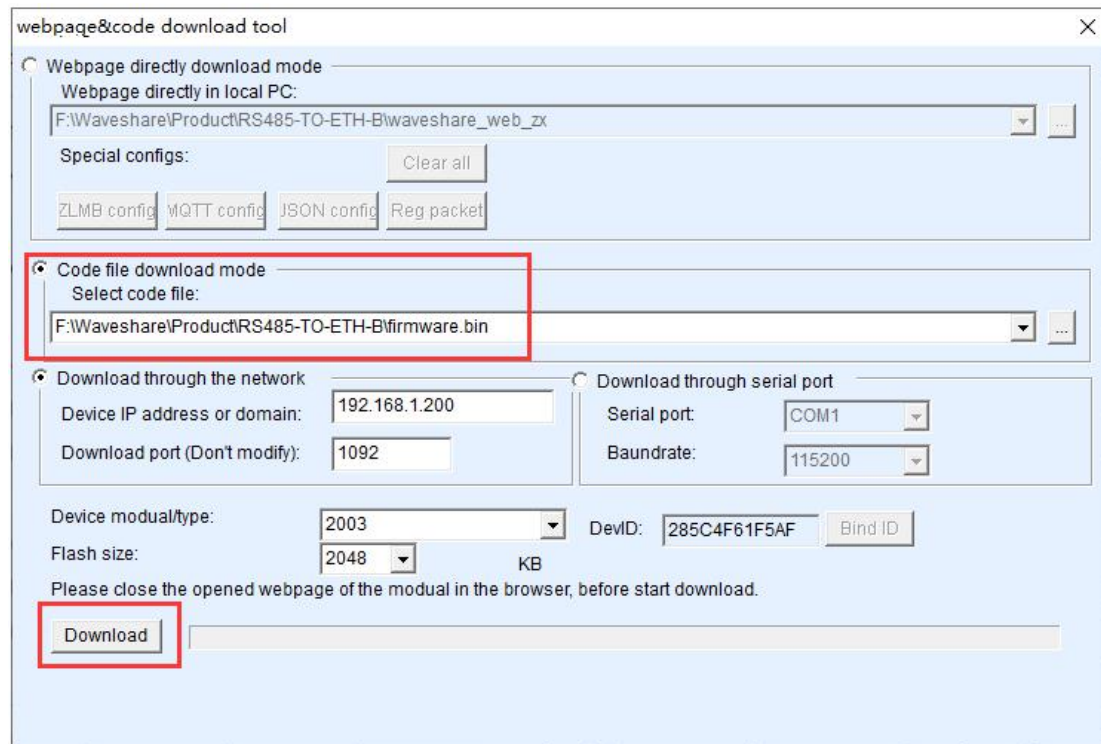 webpage&code download tool
Webpage directly download mode
Webpage directly in local PC:
F:\Waveshare\Product\RS485-TO-ETH-B\waveshare_web_zx
...
Special configs:
Clear all
ZLMB config
MQTT config
JSON config
Reg packet
Code file download mode
Select code file:
F:\Waveshare\Product\RS485-TO-ETH-B\firmware.bin
...
Download through the network
Device IP address or domain:
192.168.1.200
Download port (Don't modify):
1092
Download through serial port
Serial port:
COM1
Baundrate:
115200
Device modual/type:
2003
DevID:
285C4F61F5AF
Bind ID
Flash size:
2048
KB
Please close the opened webpage of the modual in the browser, before start download.
Download